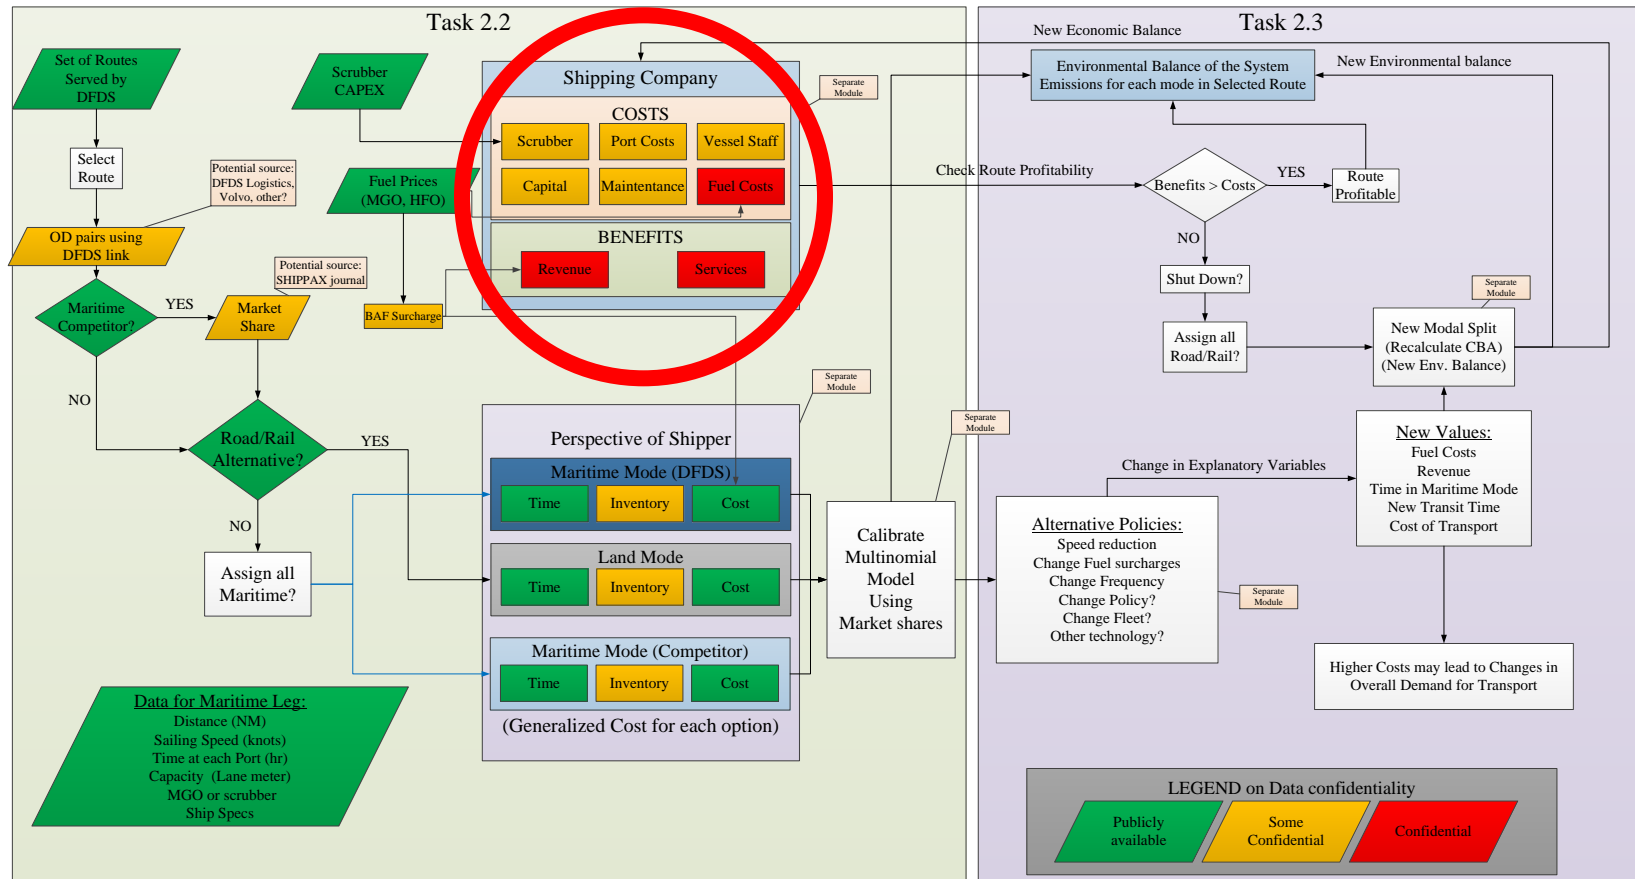 Task 2.2
Set of Routes
Served by
DFDS
Scrubber
CAPEX
Select
Route
Potential source:
DFDS Logistics,
Volvo, other?
Fuel Prices
(MGO, HFO)
OD pairs using
DFDS link
Potential source:
SHIPPAX journal
Maritime
Competitor?
YES
Market
Share
BAF Surcharge
NO
Road/Rail
Alternative?
YES
NO
Assign all
Maritime?
Data for Maritime Leg:
Distance (NM)
Sailing Speed (knots)
Time at each Port (hr)
Capacity (Lane meter)
MGO or scrubber
Ship Specs
Shipping Company
Separate
Module
COSTS
Scrubber
Port Costs
Vessel Staff
Capital
Maintentance
Fuel Costs
BENEFITS
Revenue
Services
Separate
Module
Perspective of Shipper
Maritime Mode (DFDS)
Time
Inventory
Cost
Land Mode
Time
Inventory
Cost
Maritime Mode (Competitor)
Time
Inventory
Cost
(Generalized Cost for each option)
Separate
Module
Calibrate
Multinomial
Model
Using
Market shares
Task 2.3
New Economic Balance
Environmental Balance of the System
Emissions for each mode in Selected Route
New Environmental balance
Check Route Profitability
Benefits > Costs
YES
Route
Profitable
NO
Shut Down?
Assign all
Road/Rail?
Separate
Module
New Modal Split
(Recalculate CBA)
(New Env. Balance)
New Values:
Fuel Costs
Revenue
Time in Maritime Mode
New Transit Time
Cost of Transport
Change in Explanatory Variables
Alternative Policies:
Speed reduction
Change Fuel surcharges
Change Frequency
Change Policy?
Change Fleet?
Other technology?
Separate
Module
Higher Costs may lead to Changes in
Overall Demand for Transport
LEGEND on Data confidentiality
Publicly
available
Some
Confidential
Confidential